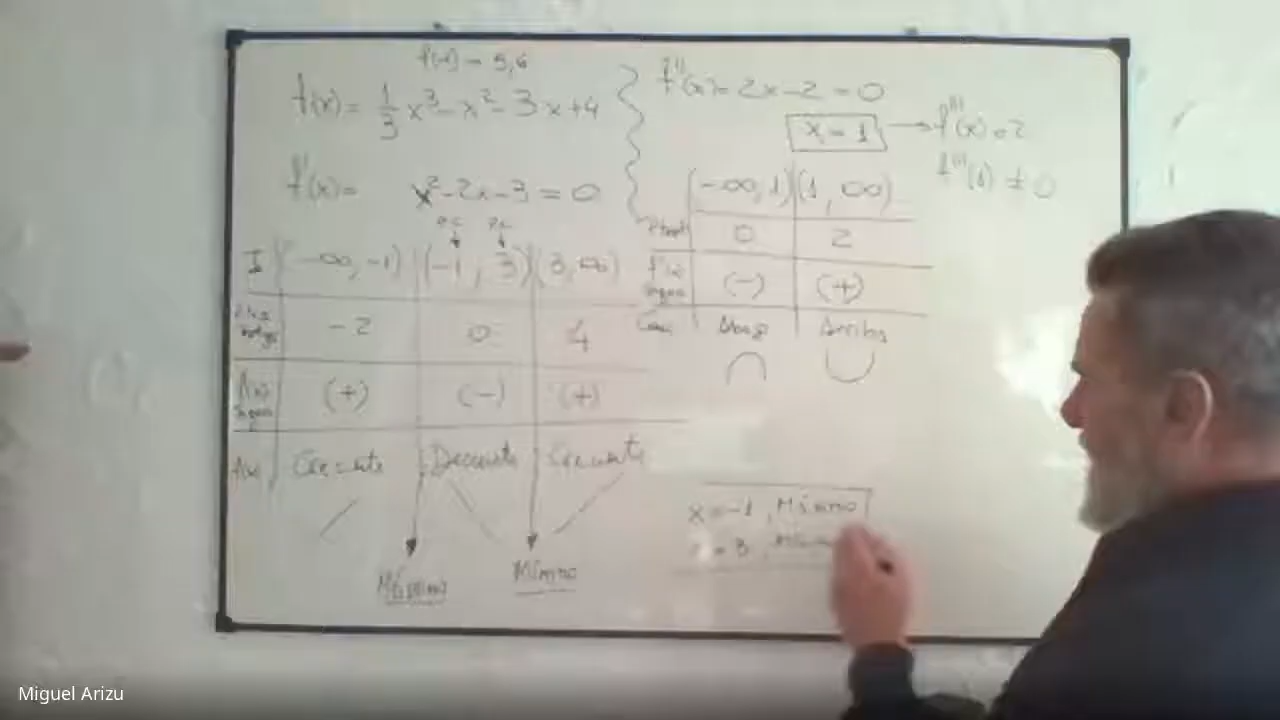 f(-1) = 5,6
f(x) = 1/3 x³ - x² - 3x + 4
f'(x) = x² - 2x - 3 = 0
P.C P.C
I (-∞, -1) (-1, 3) (3, ∞)
-2 0 4
f'(x) signo (+) (-) (+)
f(x) Creciente Decreciente Creciente
Máximo Mínimo
f''(x) = 2x - 2 = 0
x = 1 → f'''(x) = 2
f'''(1) ≠ 0
(-∞, 1) (1, ∞)
0 2
f''(x) signo (-) (+)
Conc Abajo Arriba
∩ ∪
x = -1, Máximo
= 3,
Miguel Arizu